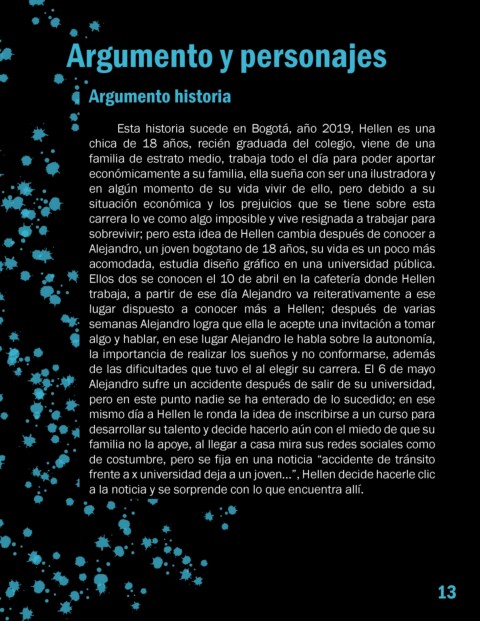 Argumento y personajes
Argumento historia
Esta historia sucede en Bogotá, año 2019, Hellen es una
chica de 18 años, recién graduada del colegio, viene de una
familia de estrato medio, trabaja todo el día para poder aportar
económicamente a su familia, ella sueña con ser una ilustradora y
en algún momento de su vida vivir de ello, pero debido a su
situación económica y los prejuicios que se tiene sobre esta
carrera lo ve como algo imposible y vive resignada a trabajar para
sobrevivir; pero esta idea de Hellen cambia después de conocer a
Alejandro, un joven bogotano de 18 años, su vida es un poco más
acomodada, estudia diseño gráfico en una universidad pública.
Ellos dos se conocen el 10 de abril en la cafetería donde Hellen
trabaja, a partir de ese día Alejandro va reiterativamente a ese
lugar dispuesto a conocer más a Hellen; después de varias
semanas Alejandro logra que ella le acepte una invitación a tomar
algo y hablar, en ese lugar Alejandro le habla sobre la autonomía,
la importancia de realizar los sueños y no conformarse, además
de las dificultades que tuvo el al elegir su carrera. El 6 de mayo
Alejandro sufre un accidente después de salir de su universidad,
pero en este punto nadie se ha enterado de lo sucedido; en ese
mismo día a Hellen le ronda la idea de inscribirse a un curso para
desarrollar su talento y decide hacerlo aún con el miedo de que su
familia no la apoye, al llegar a casa mira sus redes sociales como
de costumbre, pero se fija en una noticia “accidente de tránsito
frente a x universidad deja a un joven...”, Hellen decide hacerle clic
a la noticia y se sorprende con lo que encuentra allí.
13